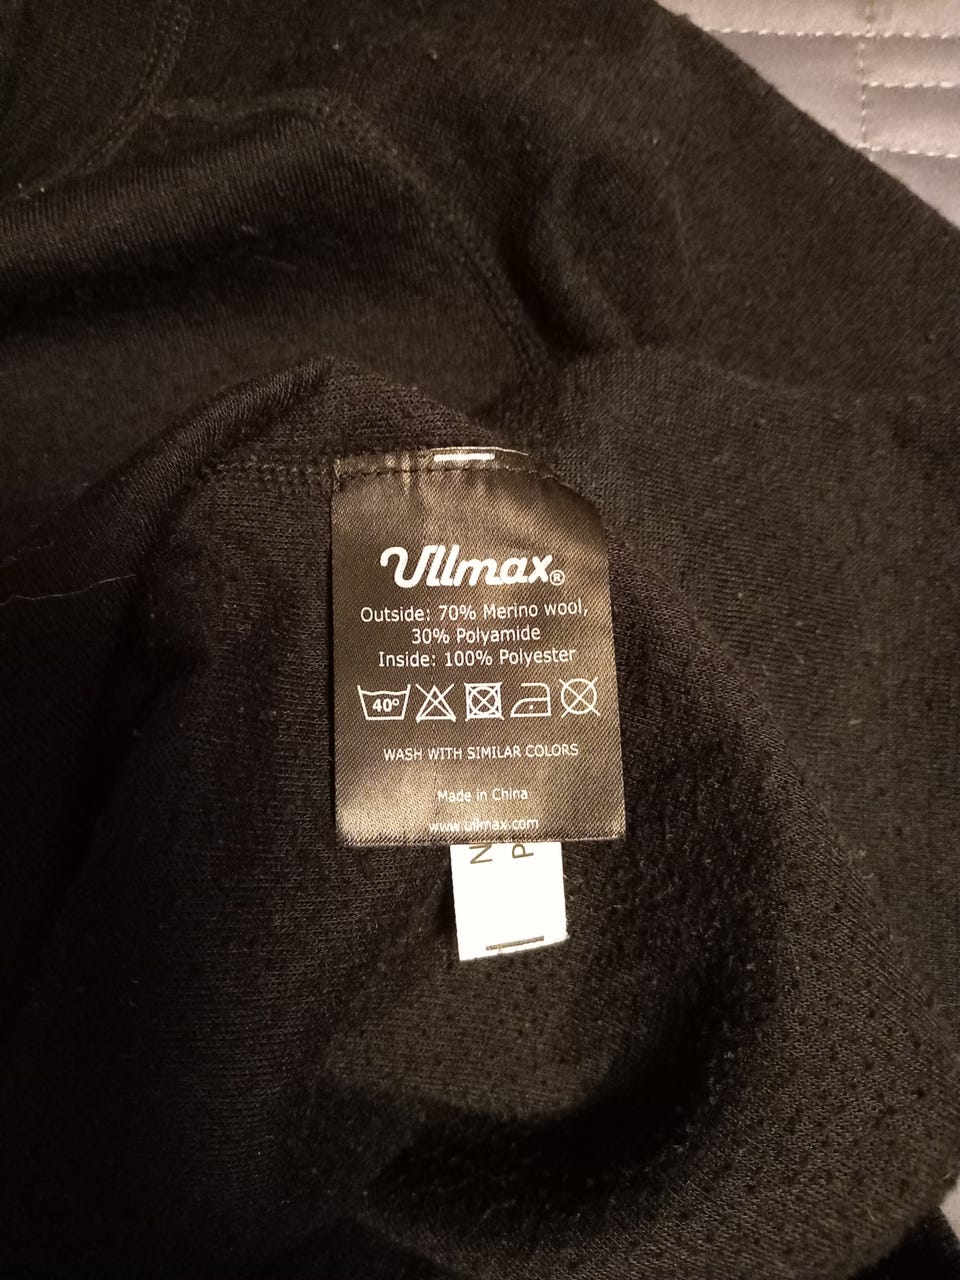 Ullmax®
Outside: 70% Merino wool,
30% Polyamide
Inside: 100% Polyester
40°
WASH WITH SIMILAR COLORS
Made in China
www.ullmax.com
N
P